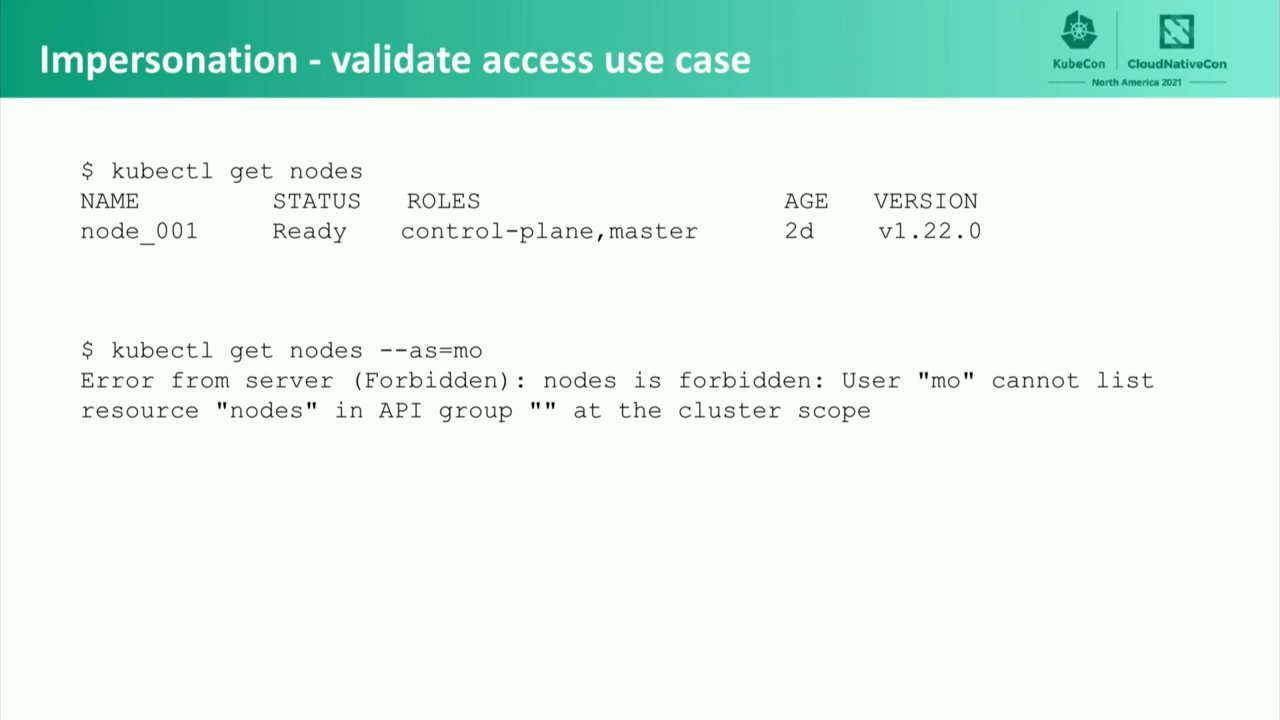 Impersonation - validate access use case
KubeCon
CloudNativeCon
North America 2021
$ kubectl get nodes
NAME STATUS ROLES AGE VERSION
node_001 Ready control-plane,master 2d v1.22.0
$ kubectl get nodes --as=mo
Error from server (Forbidden): nodes is forbidden: User "mo" cannot list
resource "nodes" in API group "" at the cluster scope